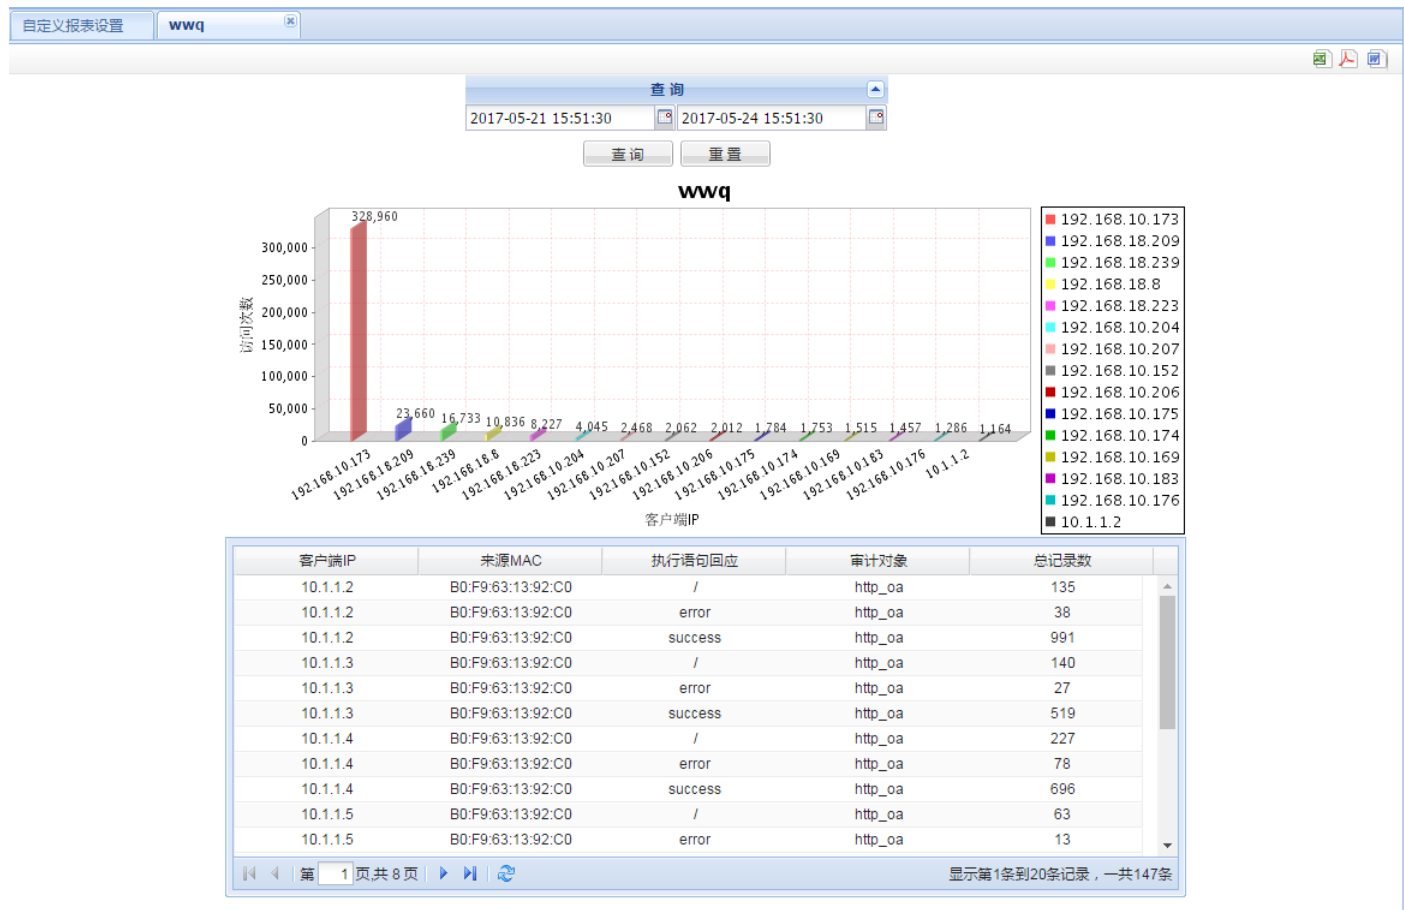 自定义报表设置 wwq
查询
2017-05-21 15:51:30 2017-05-24 15:51:30
查询 重置
wwq
访问次数
300,000
250,000
200,000
150,000
100,000
50,000
0
328,960 23,660 16,733 10,836 8,227 4,045 2,468 2,062 2,012 1,784 1,753 1,515 1,457 1,286 1,164
192.168.10.173 192.168.18.209 192.168.18.239 192.168.18.8 192.168.18.223 192.168.10.204 192.168.10.207 192.168.10.152 192.168.10.206 192.168.10.175 192.168.10.174 192.168.10.169 192.168.10.183 192.168.10.176 10.1.1.2
客户端IP
192.168.10.173
192.168.18.209
192.168.18.239
192.168.18.8
192.168.18.223
192.168.10.204
192.168.10.207
192.168.10.152
192.168.10.206
192.168.10.175
192.168.10.174
192.168.10.169
192.168.10.183
192.168.10.176
10.1.1.2
客户端IP 来源MAC 执行语句回应 审计对象 总记录数
10.1.1.2 B0:F9:63:13:92:C0 / http_oa 135
10.1.1.2 B0:F9:63:13:92:C0 error http_oa 38
10.1.1.2 B0:F9:63:13:92:C0 success http_oa 991
10.1.1.3 B0:F9:63:13:92:C0 / http_oa 140
10.1.1.3 B0:F9:63:13:92:C0 error http_oa 27
10.1.1.3 B0:F9:63:13:92:C0 success http_oa 519
10.1.1.4 B0:F9:63:13:92:C0 / http_oa 227
10.1.1.4 B0:F9:63:13:92:C0 error http_oa 78
10.1.1.4 B0:F9:63:13:92:C0 success http_oa 696
10.1.1.5 B0:F9:63:13:92:C0 / http_oa 63
10.1.1.5 B0:F9:63:13:92:C0 error http_oa 13
第 1 页,共 8 页 显示第1条到20条记录，一共147条